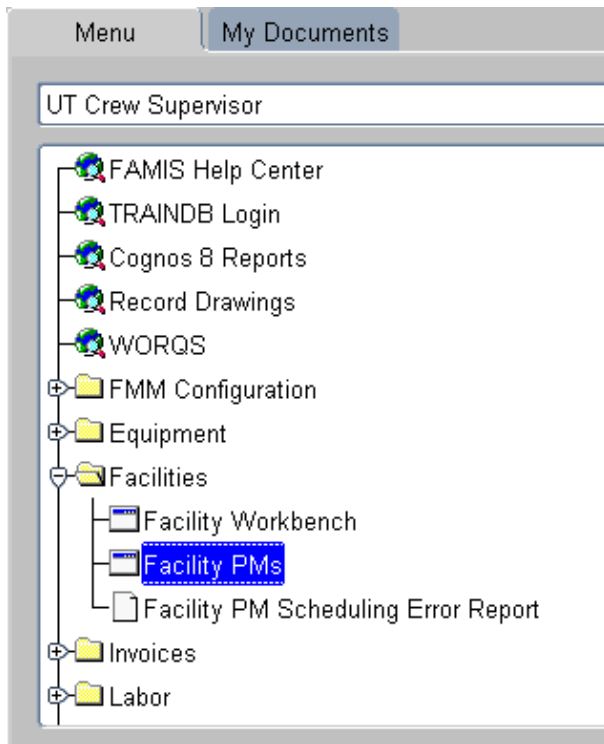 Menu
My Documents
UT Crew Supervisor
FAMIS Help Center
TRAINDB Login
Cognos 8 Reports
Record Drawings
WORQS
FMM Configuration
Equipment
Facilities
Facility Workbench
Facility PMs
Facility PM Scheduling Error Report
Invoices
Labor